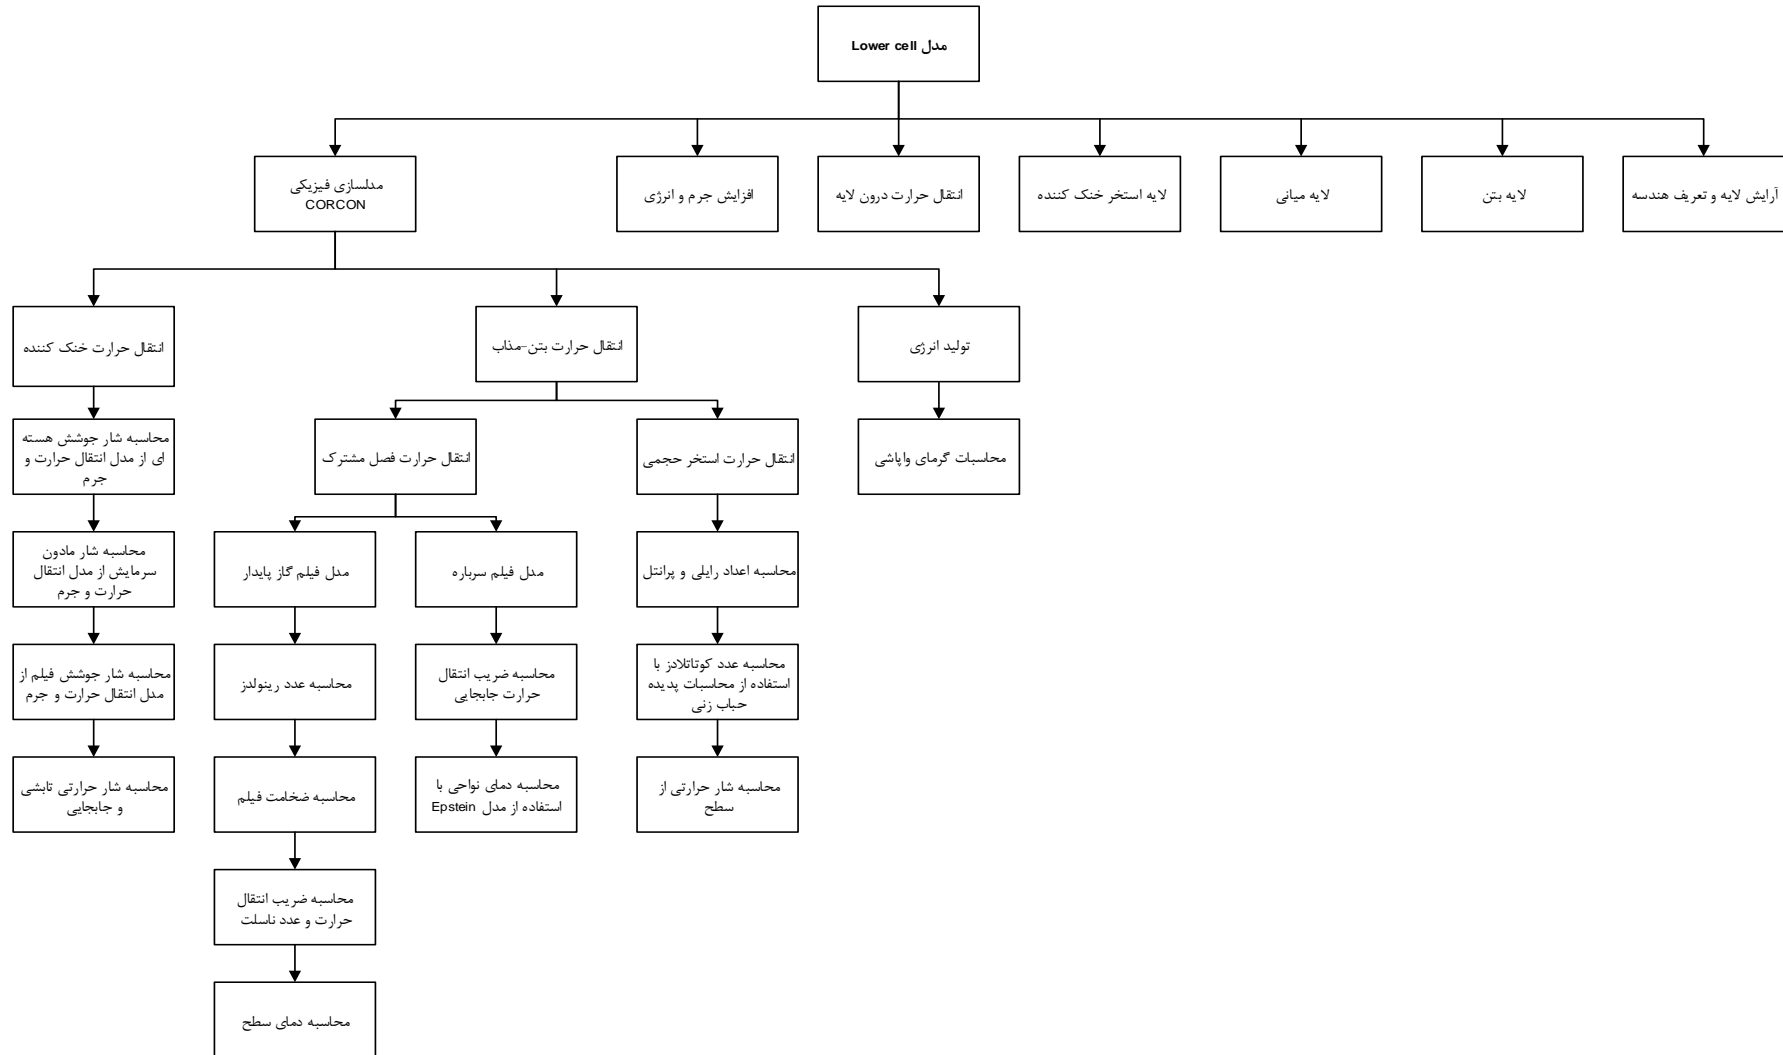 مدل Lower cell
آرایش لایه و تعریف هندسه
لایه بتن
لایه میانی
لایه استخر خنک کننده
انتقال حرارت درون لایه
افزایش جرم و انرژی
مدلسازی فیزیکی
CORCON
تولید انرژی
انتقال حرارت بتن-مذاب
انتقال حرارت خنک کننده
محاسبات گرمای واپاشی
انتقال حرارت استخر حجمی
انتقال حرارت فصل مشترک
محاسبه شار جوشش هسته
ای از مدل انتقال حرارت و
جرم
محاسبه اعداد رایلی و پرانتل
مدل فیلم سرباره
مدل فیلم گاز پایدار
محاسبه شار مادون
سرمایش از مدل انتقال
حرارت و جرم
محاسبه عدد کوتاتلادز با
استفاده از محاسبات پدیده
حباب زنی
محاسبه ضریب انتقال
حرارت جابجایی
محاسبه عدد رینولدز
محاسبه شار جوشش فیلم از
مدل انتقال حرارت و جرم
محاسبه شار حرارتی از
سطح
محاسبه دمای نواحی با
استفاده از مدل Epstein
محاسبه ضخامت فیلم
محاسبه شار حرارتی تابشی
و جابجایی
محاسبه ضریب انتقال
حرارت و عدد ناسلت
محاسبه دمای سطح